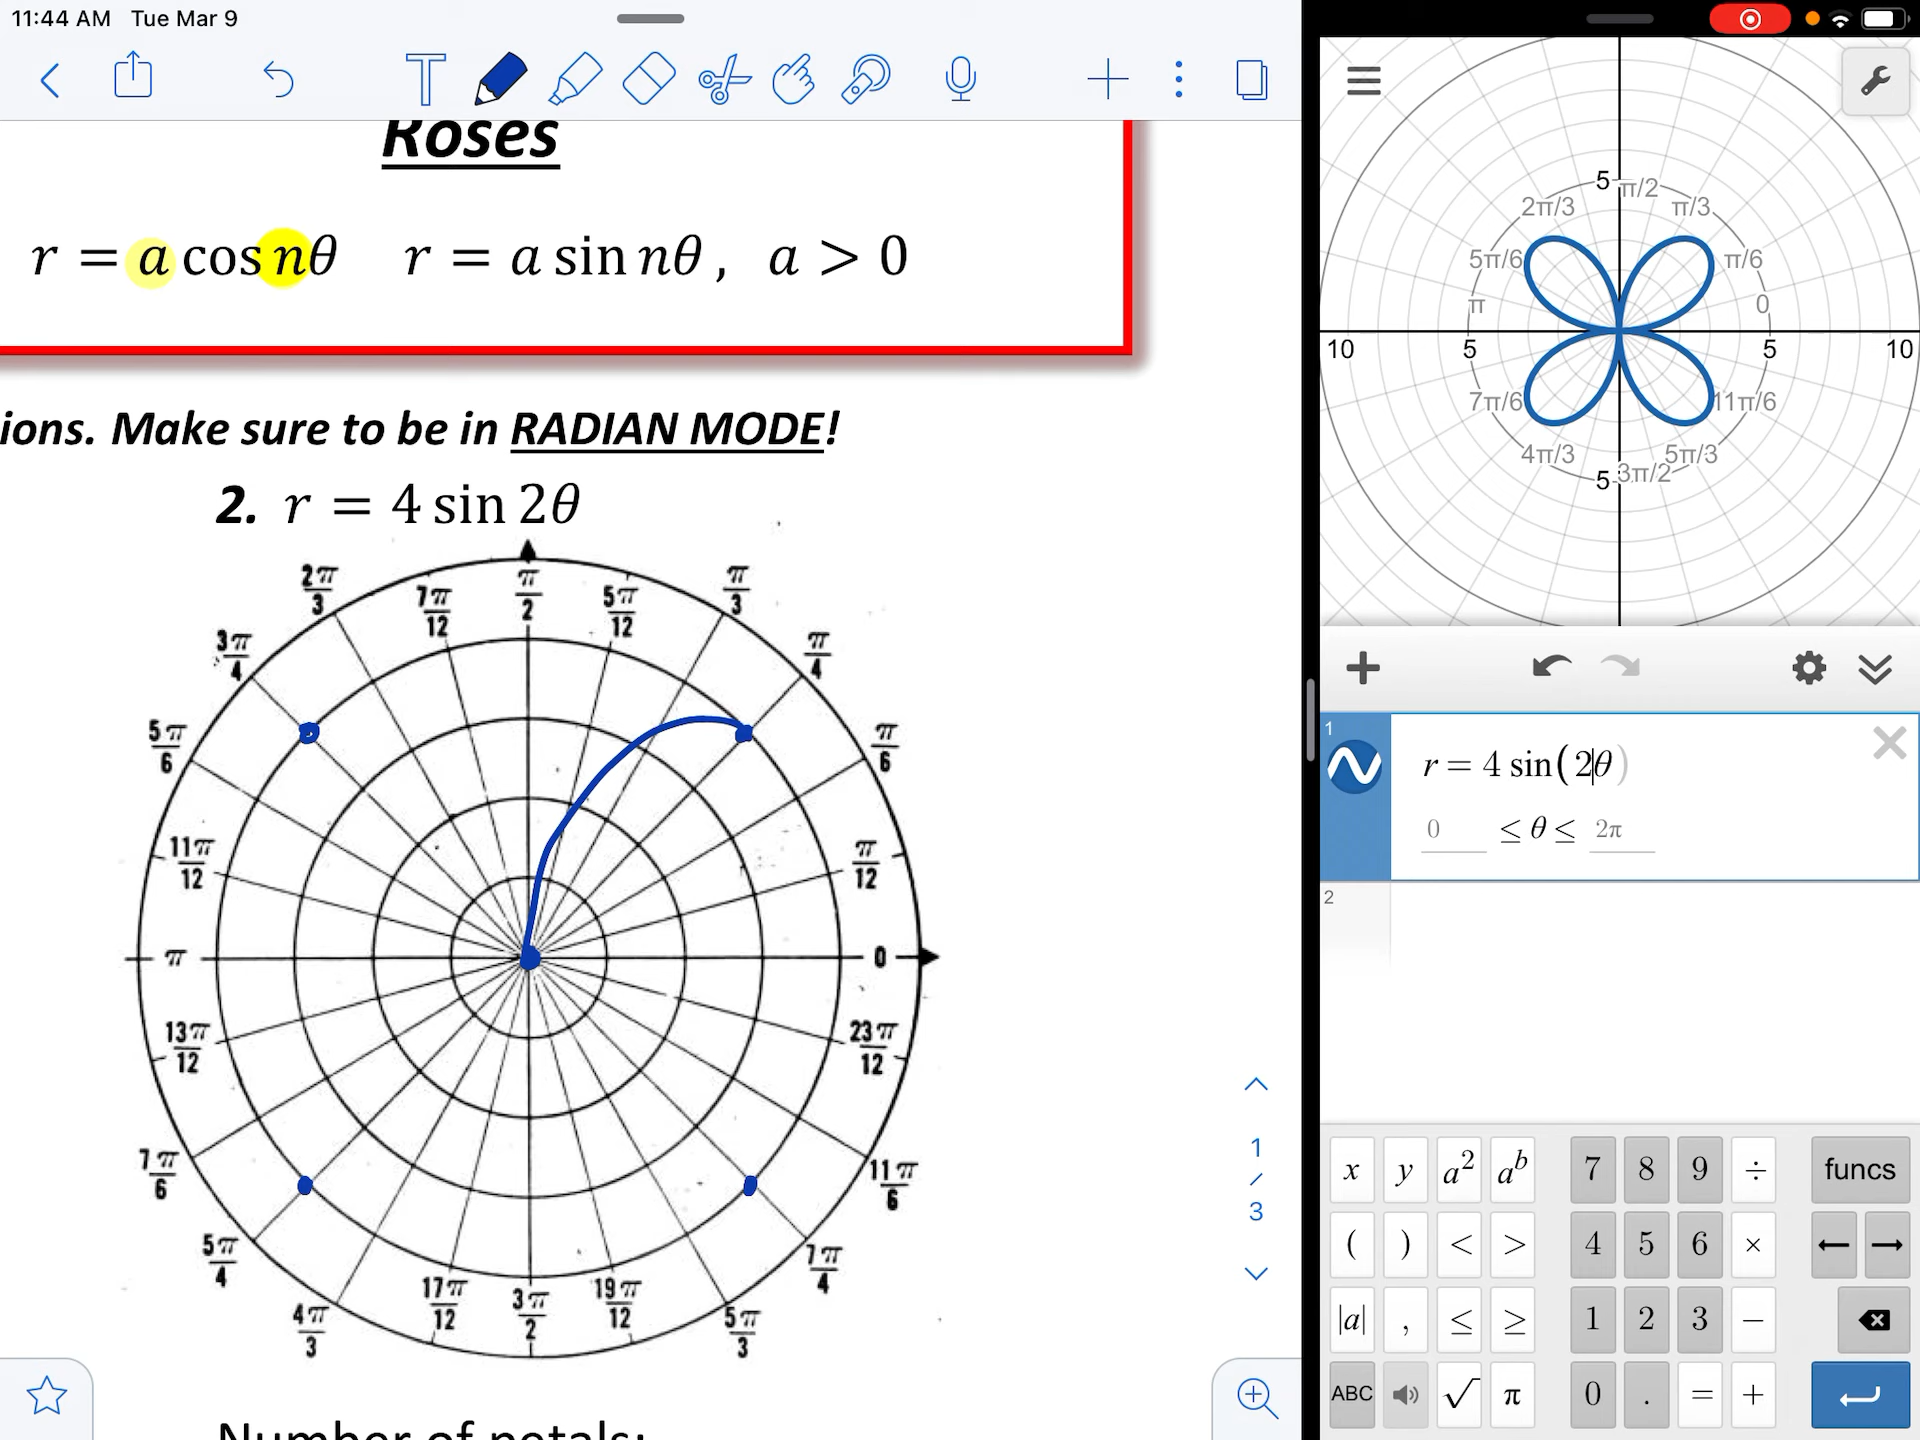 11:44 AM Tue Mar 9
Roses
r = a cos nθ r = a sin nθ , a > 0
ions. Make sure to be in RADIAN MODE!
2. r = 4 sin 2θ
2π/3 7π/12 π/2 5π/12 π/3
3π/4 π/4
5π/6 π/6
11π/12 π/12
π 0
13π/12 23π/12
7π/6 11π/6
5π/4 7π/4
4π/3 17π/12 3π/2 19π/12 5π/3
Number of petals:
1
/
3
5 π/2
2π/3 π/3
5π/6 π/6
π 0
10 5 5 10
7π/6 11π/6
4π/3 5π/3
5 3π/2
1
r = 4 sin(2θ)
0 ≤ θ ≤ 2π
2
x y a² aᵇ 7 8 9 ÷ funcs
( ) < > 4 5 6 × ← →
|a| , ≤ ≥ 1 2 3 −
ABC √ π 0 . = +